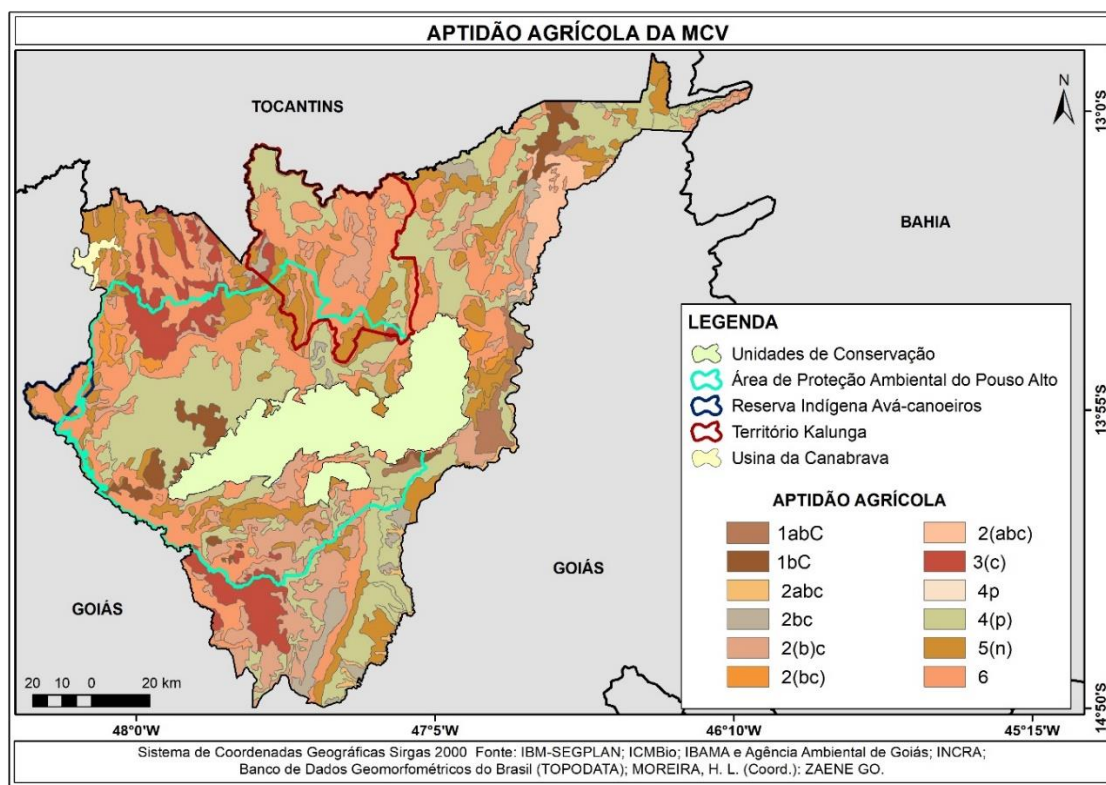 APTIDÃO AGRÍCOLA DA MCV
TOCANTINS
N
13°0'S
BAHIA
LEGENDA
Unidades de Conservação
Área de Proteção Ambiental do Pouso Alto
Reserva Indígena Avá-canoeiros
Território Kalunga
Usina da Canabrava
13°55'S
APTIDÃO AGRÍCOLA
1abC
1bC
2abc
2bc
2(b)c
2(bc)
2(abc)
3(c)
4p
4(p)
5(n)
6
GOIÁS
GOIÁS
20 10 0 20 km
14°50'S
48°0'W 47°5'W 46°10'W 45°15'W
Sistema de Coordenadas Geográficas Sirgas 2000 Fonte: IBM-SEGPLAN; ICMBio; IBAMA e Agência Ambiental de Goiás; INCRA;
Banco de Dados Geomorfométricos do Brasil (TOPODATA); MOREIRA, H. L. (Coord.): ZAENE GO.